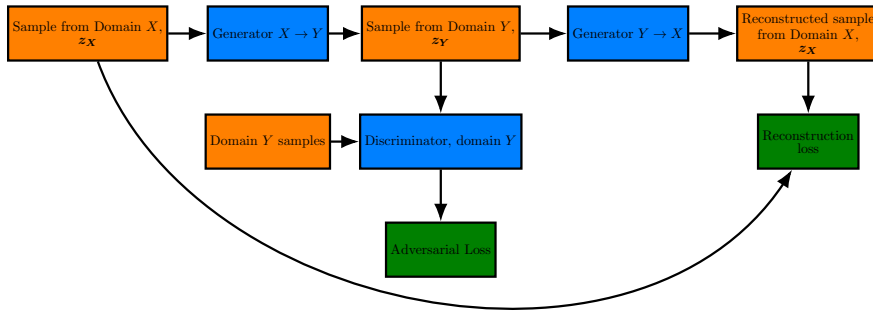 Sample from Domain X,
z_X
Generator X → Y
Sample from Domain Y,
z_Y
Generator Y → X
Reconstructed sample
from Domain X,
z_X
Domain Y samples
Discriminator, domain Y
Reconstruction
loss
Adversarial Loss